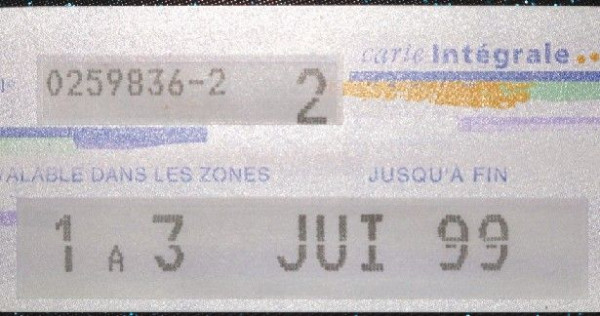 carte Intégrale
0259836-2 2
VALABLE DANS LES ZONES JUSQU'À FIN
1 A 3 JUI 99